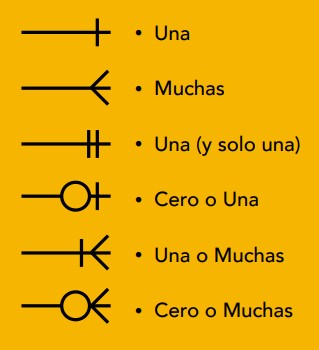 • Una
• Muchas
• Una (y solo una)
• Cero o Una
• Una o Muchas
• Cero o Muchas